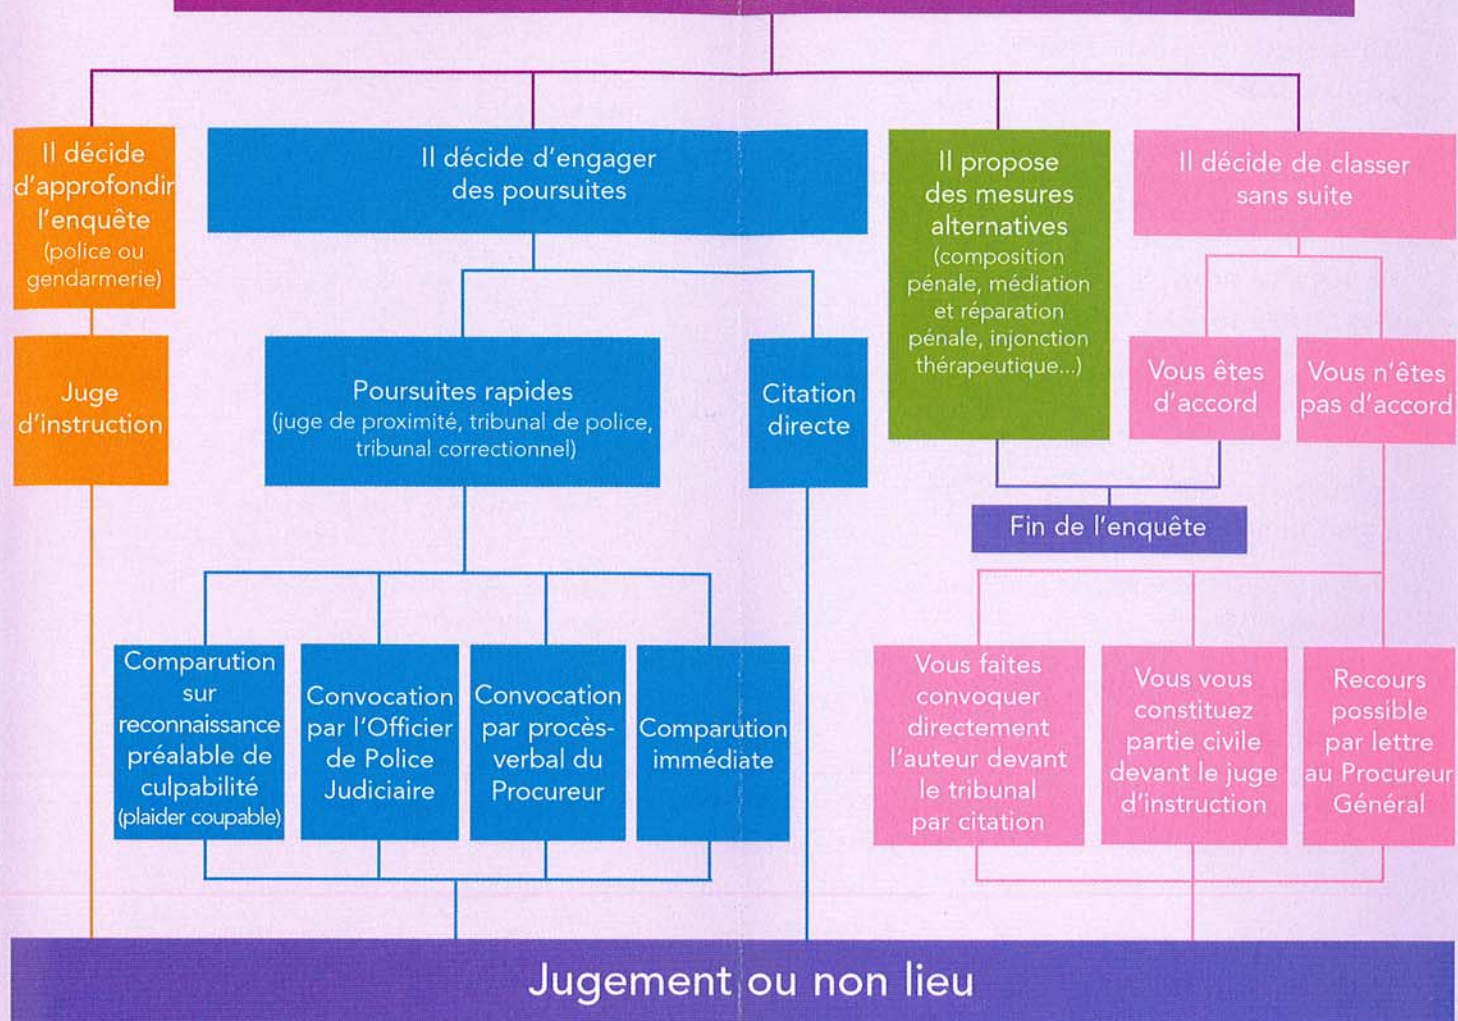 Il décide
d'approfondir
l'enquête
(police ou
gendarmerie)
Il décide d'engager
des poursuites
Il propose
des mesures
alternatives
(composition
pénale, médiation
et réparation
pénale, injonction
thérapeutique...)
Il décide de classer
sans suite
Juge
d'instruction
Poursuites rapides
(juge de proximité, tribunal de police,
tribunal correctionnel)
Citation
directe
Vous êtes
d'accord
Vous n'êtes
pas d'accord
Fin de l'enquête
Comparution
sur
reconnaissance
préalable de
culpabilité
(plaider coupable)
Convocation
par l'Officier
de Police
Judiciaire
Convocation
par procès-
verbal du
Procureur
Comparution
immédiate
Vous faites
convoquer
directement
l'auteur devant
le tribunal
par citation
Vous vous
constituez
partie civile
devant le juge
d'instruction
Recours
possible
par lettre
au Procureur
Général
Jugement ou non lieu